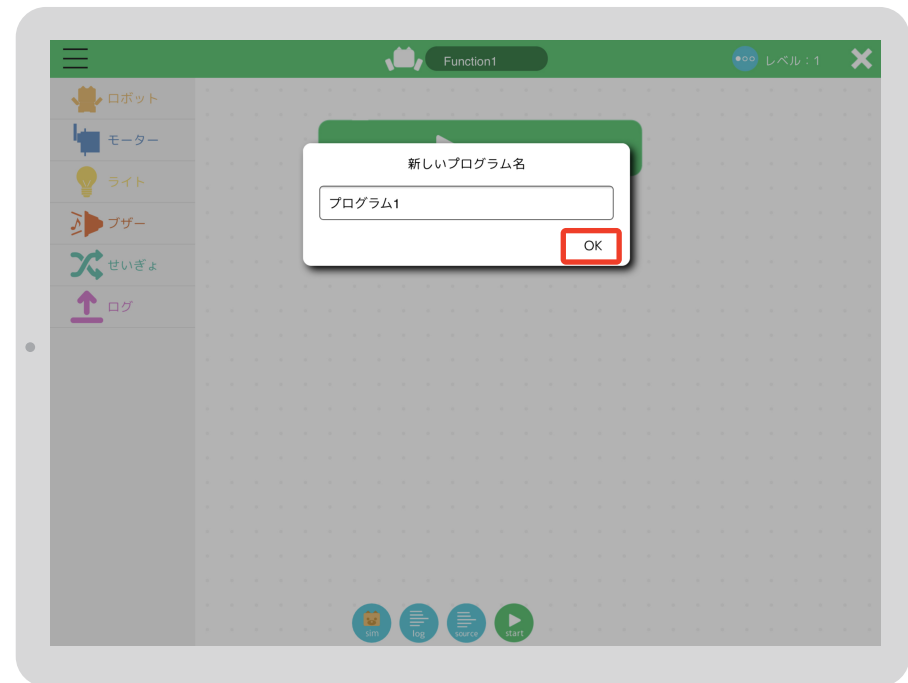 Function1
レベル：1
ロボット
モーター
ライト
ブザー
せいぎょ
ログ
新しいプログラム名
プログラム1
OK
sim
log
source
start